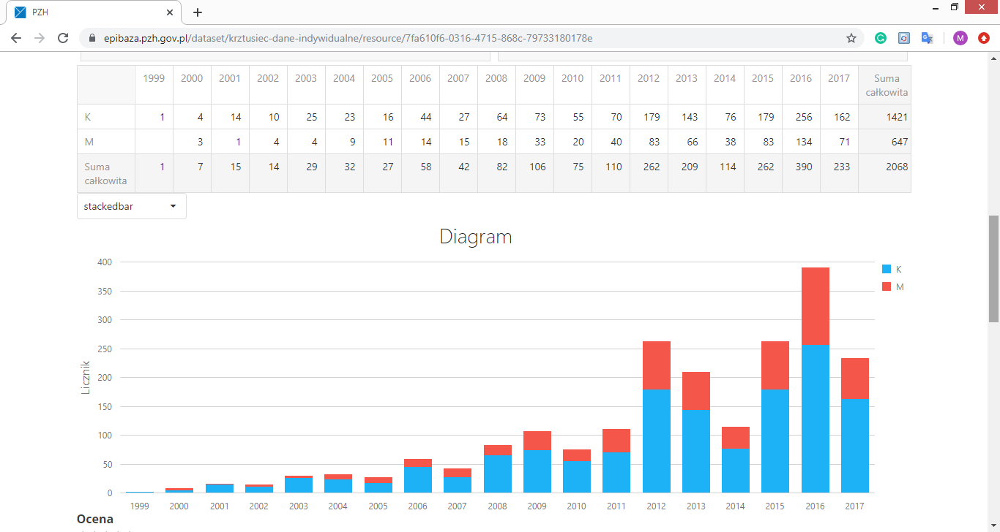 PZH
epibaza.pzh.gov.pl/dataset/krztusiec-dane-indywidualne/resource/7fa610f6-0316-4715-868c-79733180178e
M
1999 2000 2001 2002 2003 2004 2005 2006 2007 2008 2009 2010 2011 2012 2013 2014 2015 2016 2017 Suma
całkowita
K 1 4 14 10 25 23 16 44 27 64 73 55 70 179 143 76 179 256 162 1421
M 3 1 4 4 9 11 14 15 18 33 20 40 83 66 38 83 134 71 647
Suma 1 7 15 14 29 32 27 58 42 82 106 75 110 262 209 114 262 390 233 2068
całkowita
stackedbar
Diagram
400
350
300
250
200
150
100
50
0
Licznik
K
M
1999 2000 2001 2002 2003 2004 2005 2006 2007 2008 2009 2010 2011 2012 2013 2014 2015 2016 2017
Ocena